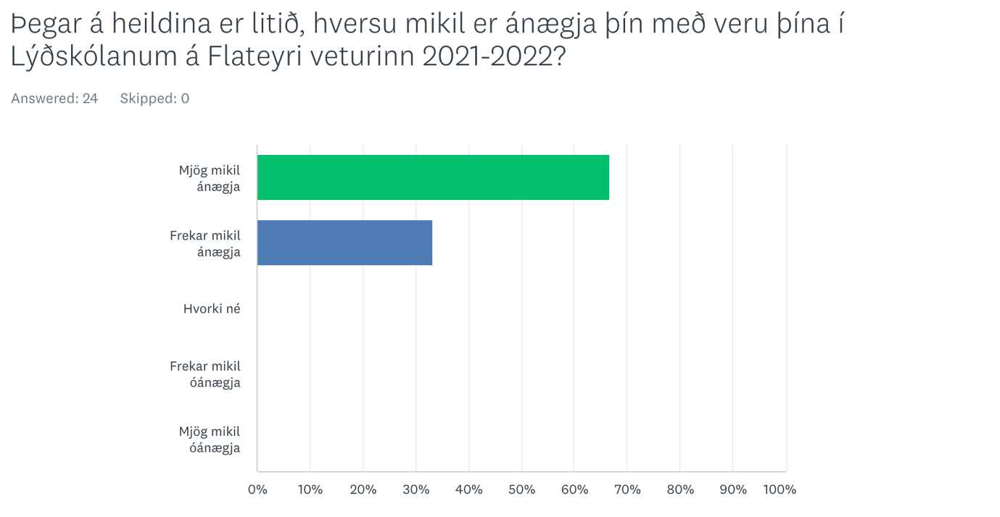 Þegar á heildina er litið, hversu mikil er ánægja þín með veru þína í
Lýðskólanum á Flateyri veturinn 2021-2022?
Answered: 24 Skipped: 0
Mjög mikil
ánægja
Frekar mikil
ánægja
Hvorki né
Frekar mikil
óánægja
Mjög mikil
óánægja
0% 10% 20% 30% 40% 50% 60% 70% 80% 90% 100%